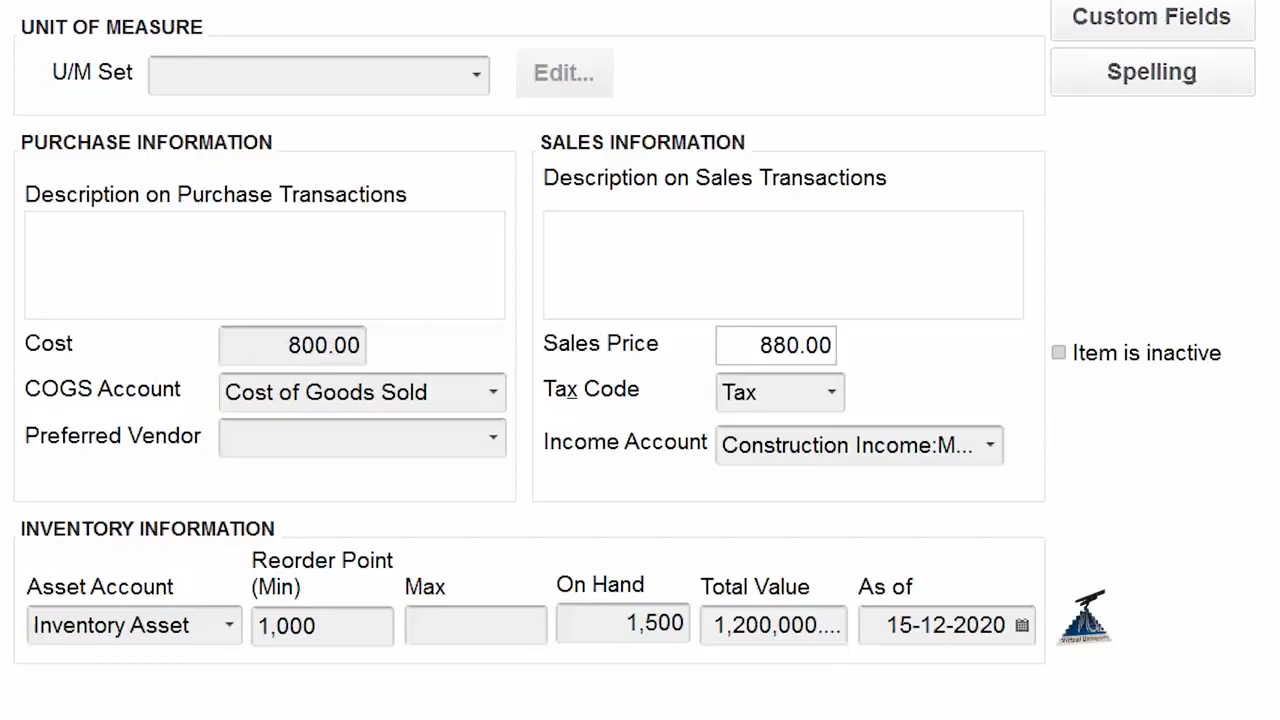 Custom Fields
UNIT OF MEASURE
U/M Set
Edit...
Spelling
PURCHASE INFORMATION
SALES INFORMATION
Description on Purchase Transactions
Description on Sales Transactions
Cost
800.00
Sales Price
880.00
Item is inactive
COGS Account
Cost of Goods Sold
Tax Code
Tax
Preferred Vendor
Income Account
Construction Income:M...
INVENTORY INFORMATION
Asset Account
Reorder Point
(Min)
Max
On Hand
Total Value
As of
Inventory Asset
1,000
1,500
1,200,000....
15-12-2020
Virtual University